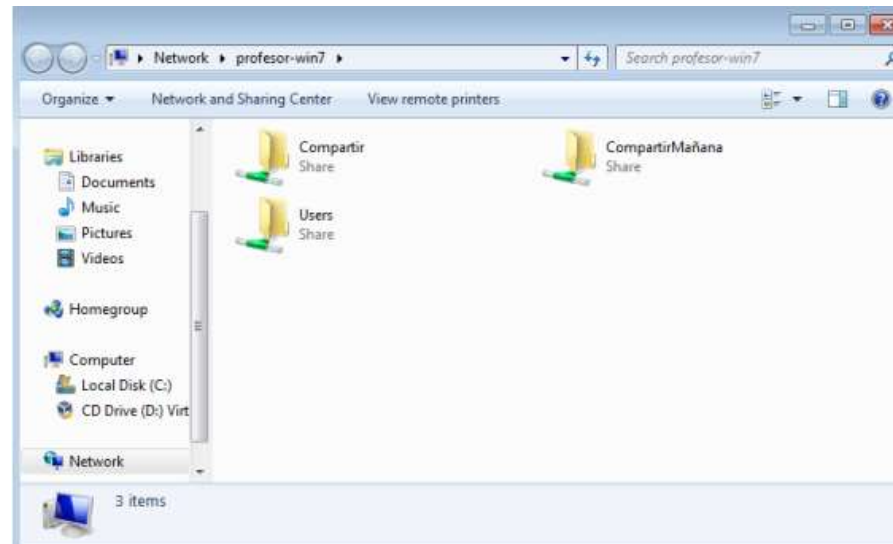 Network ▸ profesor-win7 ▸
Search profesor-win7
Organize
Network and Sharing Center
View remote printers
Libraries
Documents
Music
Pictures
Videos
Homegroup
Computer
Local Disk (C:)
CD Drive (D:) Virt
Network
Compartir
Share
CompartirMañana
Share
Users
Share
3 items